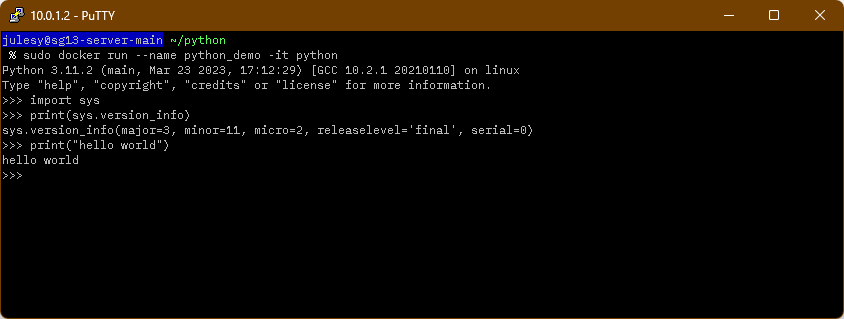 10.0.1.2 - PuTTY
julesy@sg13-server-main ~/python
% sudo docker run --name python_demo -it python
Python 3.11.2 (main, Mar 23 2023, 17:12:29) [GCC 10.2.1 20210110] on linux
Type "help", "copyright", "credits" or "license" for more information.
>>> import sys
>>> print(sys.version_info)
sys.version_info(major=3, minor=11, micro=2, releaselevel='final', serial=0)
>>> print("hello world")
hello world
>>>